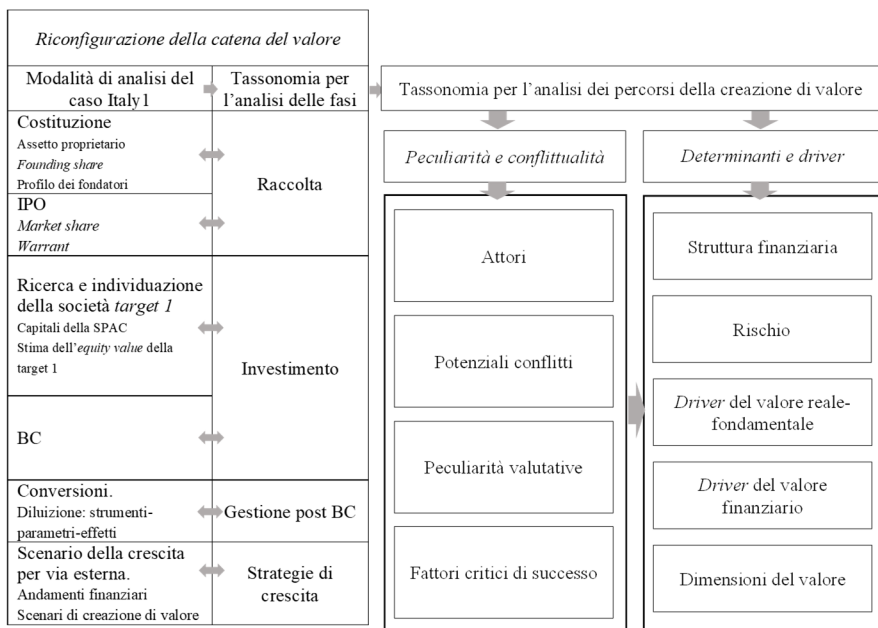 Riconfigurazione della catena del valore
Modalità di analisi del
caso Italy1
Tassonomia per
l'analisi delle fasi
Tassonomia per l'analisi dei percorsi della creazione di valore
Costituzione
Assetto proprietario
Founding share
Profilo dei fondatori
IPO
Market share
Warrant
Raccolta
Ricerca e individuazione
della società target 1
Capitali della SPAC
Stima dell'equity value della
target 1
BC
Investimento
Conversioni.
Diluizione: strumenti-
parametri-effetti
Gestione post BC
Scenario della crescita
per via esterna.
Andamenti finanziari
Scenari di creazione di valore
Strategie di
crescita
Peculiarità e conflittualità
Attori
Potenziali conflitti
Peculiarità valutative
Fattori critici di successo
Determinanti e driver
Struttura finanziaria
Rischio
Driver del valore reale-
fondamentale
Driver del valore
finanziario
Dimensioni del valore